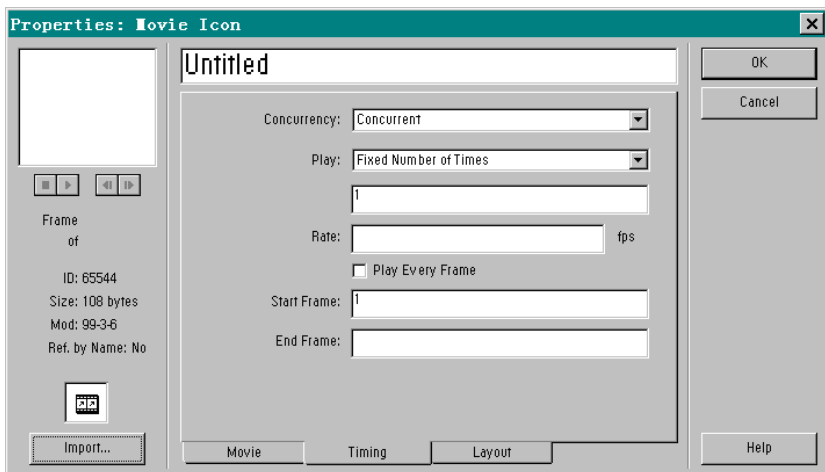 Properties: Movie Icon
Untitled
OK
Cancel
Concurrency: Concurrent
Play: Fixed Number of Times
1
Rate: fps
Play Every Frame
Start Frame: 1
End Frame:
Frame
of
ID: 65544
Size: 108 bytes
Mod: 99-3-6
Ref. by Name: No
Import...
Movie Timing Layout
Help